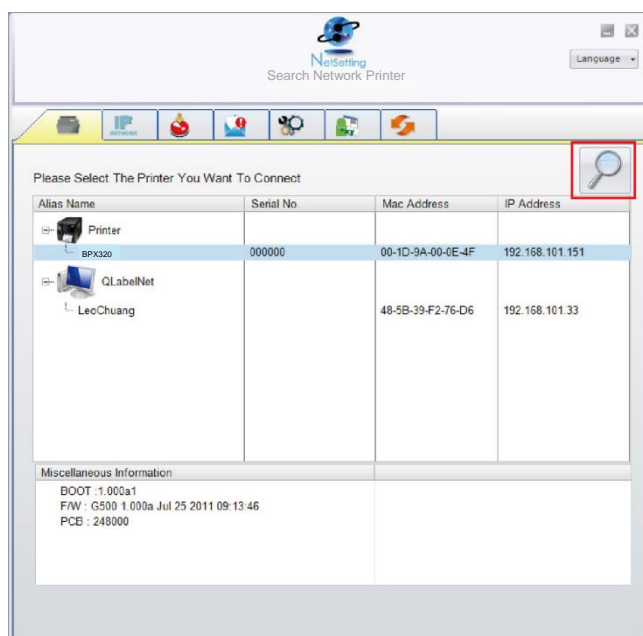 NetSetting
Search Network Printer
Language
IP
NETWORK
Please Select The Printer You Want To Connect
Alias Name Serial No. Mac Address IP Address
Printer
BPX320 000000 00-1D-9A-00-0E-4F 192.168.101.151
QLabelNet
LeoChuang 48-5B-39-F2-76-D6 192.168.101.33
Miscellaneous Information
BOOT :1.000a1
F/W : G500 1.000a Jul 25 2011 09:13:46
PCB : 248000